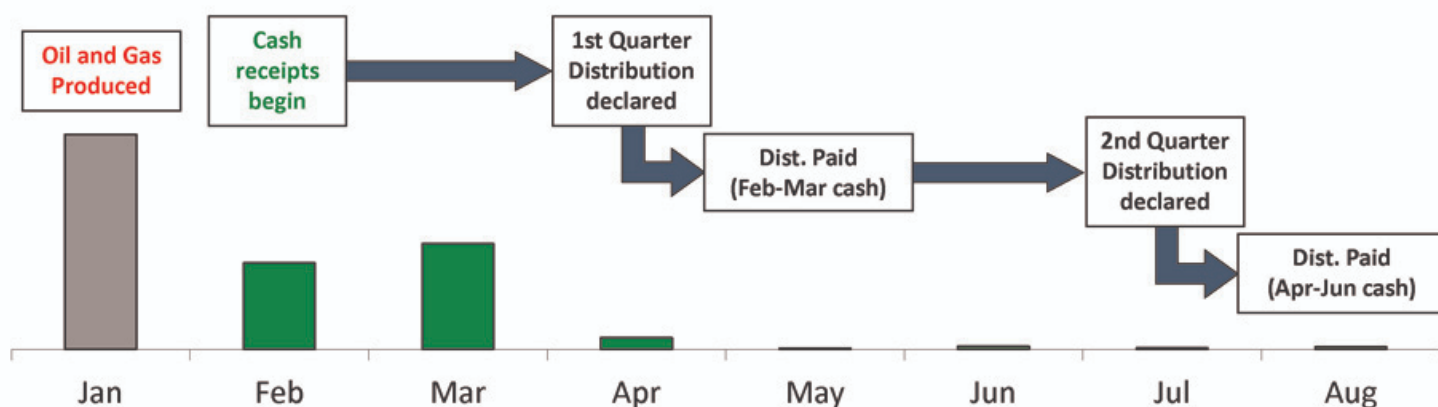 Oil and Gas
Produced
Cash
receipts
begin
1st Quarter
Distribution
declared
Dist. Paid
(Feb-Mar cash)
2nd Quarter
Distribution
declared
Dist. Paid
(Apr-Jun cash)
Jan
Feb
Mar
Apr
May
Jun
Jul
Aug